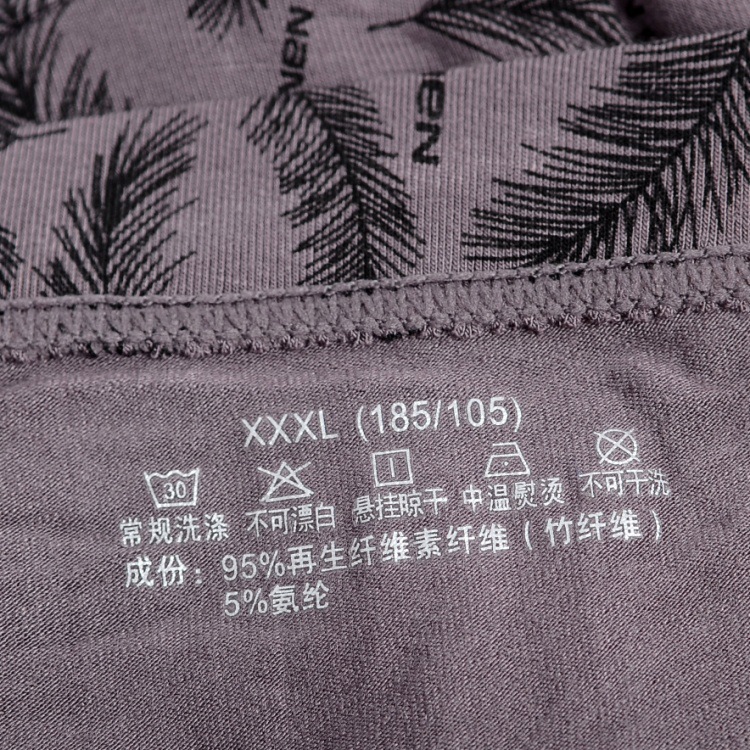 XXXL (185/105)
30
常规洗涤 不可漂白 悬挂晾干 中温熨烫 不可干洗
成份：95%再生纤维素纤维（竹纤维）
5%氨纶